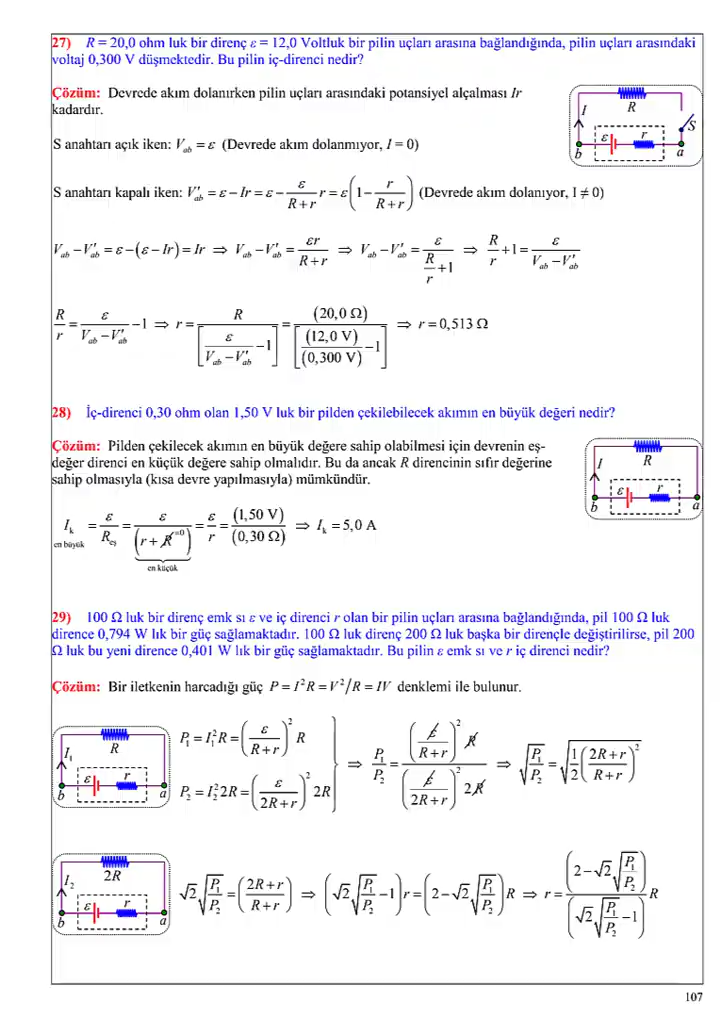 27) R = 20,0 ohm luk bir direnç ε = 12,0 Voltluk bir pilin uçları arasına bağlandığında, pilin uçları arasındaki
voltaj 0,300 V düşmektedir. Bu pilin iç-direnci nedir?
Çözüm: Devrede akım dolanırken pilin uçları arasındaki potansiyel alçalması Ir
kadardır.
I R S ε r b a
S anahtarı açık iken: V_ab = ε (Devrede akım dolanmıyor, I = 0)
S anahtarı kapalı iken: V′_ab = ε − Ir = ε − ε/(R + r) r = ε(1 − r/(R + r)) (Devrede akım dolanıyor, I ≠ 0)
V_ab − V′_ab = ε − (ε − Ir) = Ir ⇒ V_ab − V′_ab = εr/(R + r) ⇒ V_ab − V′_ab = ε/(R/r + 1) ⇒ R/r + 1 = ε/(V_ab − V′_ab)
R/r = ε/(V_ab − V′_ab) − 1 ⇒ r = R/[ε/(V_ab − V′_ab) − 1] = (20,0 Ω)/[(12,0 V)/(0,300 V) − 1] ⇒ r = 0,513 Ω
28) İç-direnci 0,30 ohm olan 1,50 V luk bir pilden çekilebilecek akımın en büyük değeri nedir?
Çözüm: Pilden çekilecek akımın en büyük değere sahip olabilmesi için devrenin eş-
değer direnci en küçük değere sahip olmalıdır. Bu da ancak R direncinin sıfır değerine
sahip olmasıyla (kısa devre yapılmasıyla) mümkündür.
I R ε r b a
I_k = ε/R_eş = ε/(r + R^=0) = ε/r = (1,50 V)/(0,30 Ω) ⇒ I_k = 5,0 A
en büyük
en küçük
29) 100 Ω luk bir direnç emk sı ε ve iç direnci r olan bir pilin uçları arasına bağlandığında, pil 100 Ω luk
dirence 0,794 W lık bir güç sağlamaktadır. 100 Ω luk direnç 200 Ω luk başka bir dirençle değiştirilirse, pil 200
Ω luk bu yeni dirence 0,401 W lık bir güç sağlamaktadır. Bu pilin ε emk sı ve r iç direnci nedir?
Çözüm: Bir iletkenin harcadığı güç P = I²R = V²/R = IV denklemi ile bulunur.
I₁ R ε r b a
P₁ = I₁²R = (ε/(R + r))² R
P₂ = I₂²2R = (ε/(2R + r))² 2R
⇒ P₁/P₂ = (ε/(R + r))² R / (ε/(2R + r))² 2R ⇒ √(P₁/P₂) = √(1/2 ((2R + r)/(R + r))²)
I₂ 2R ε r b a
√2 √(P₁/P₂) = ((2R + r)/(R + r)) ⇒ (√2 √(P₁/P₂) − 1) r = (2 − √2 √(P₁/P₂)) R ⇒ r = (2 − √2 √(P₁/P₂))/(√2 √(P₁/P₂) − 1) R
107